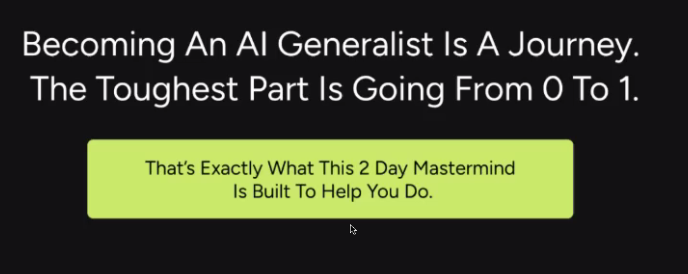 Becoming An AI Generalist Is A Journey.
The Toughest Part Is Going From 0 To 1.
That's Exactly What This 2 Day Mastermind
Is Built To Help You Do.